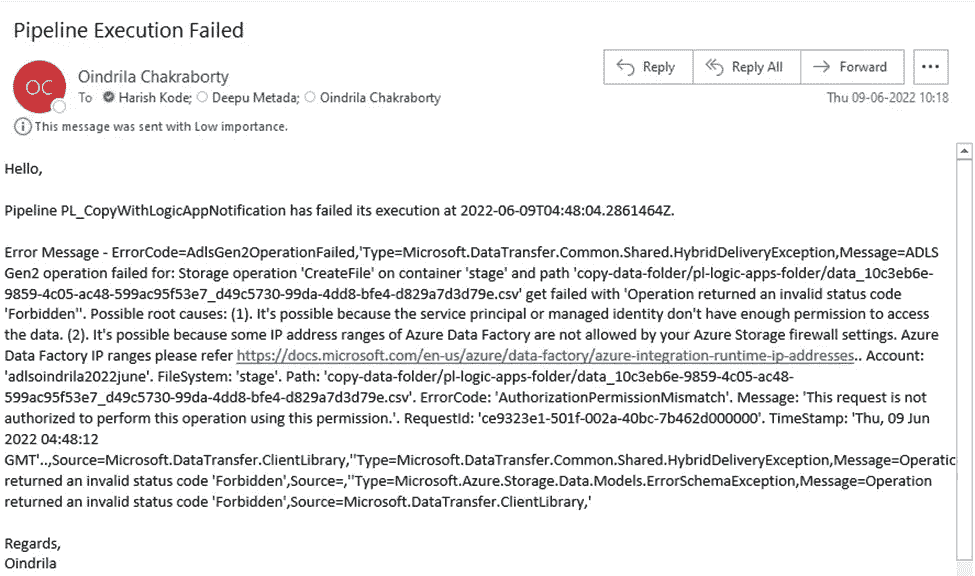 Pipeline Execution Failed
OC
Oindrila Chakraborty
Reply
Reply All
Forward
To Harish Kode; Deepu Metada; Oindrila Chakraborty
Thu 09-06-2022 10:18
This message was sent with Low importance.
Hello,
Pipeline PL_CopyWithLogicAppNotification has failed its execution at 2022-06-09T04:48:04.2861464Z.
Error Message - ErrorCode=AdlsGen2OperationFailed,'Type=Microsoft.DataTransfer.Common.Shared.HybridDeliveryException,Message=ADLS
Gen2 operation failed for: Storage operation 'CreateFile' on container 'stage' and path 'copy-data-folder/pl-logic-apps-folder/data_10c3eb6e-
9859-4c05-ac48-599ac95f53e7_d49c5730-99da-4dd8-bfe4-d829a7d3d79e.csv' get failed with 'Operation returned an invalid status code
'Forbidden''. Possible root causes: (1). It's possible because the service principal or managed identity don't have enough permission to access
the data. (2). It's possible because some IP address ranges of Azure Data Factory are not allowed by your Azure Storage firewall settings. Azure
Data Factory IP ranges please refer https://docs.microsoft.com/en-us/azure/data-factory/azure-integration-runtime-ip-addresses.. Account:
'adlsoindrila2022june'. FileSystem: 'stage'. Path: 'copy-data-folder/pl-logic-apps-folder/data_10c3eb6e-9859-4c05-ac48-
599ac95f53e7_d49c5730-99da-4dd8-bfe4-d829a7d3d79e.csv'. ErrorCode: 'AuthorizationPermissionMismatch'. Message: 'This request is not
authorized to perform this operation using this permission.'. RequestId: 'ce9323e1-501f-002a-40bc-7b462d000000'. TimeStamp: 'Thu, 09 Jun
2022 04:48:12
GMT'..,Source=Microsoft.DataTransfer.ClientLibrary,''Type=Microsoft.DataTransfer.Common.Shared.HybridDeliveryException,Message=Operatic
returned an invalid status code 'Forbidden',Source=,''Type=Microsoft.Azure.Storage.Data.Models.ErrorSchemaException,Message=Operation
returned an invalid status code 'Forbidden',Source=Microsoft.DataTransfer.ClientLibrary,'
Regards,
Oindrila